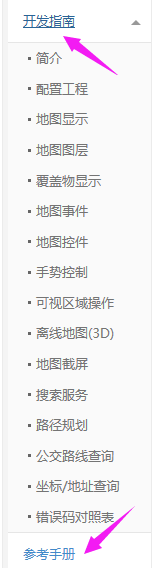 开发指南
简介
配置工程
地图显示
地图图层
覆盖物显示
地图事件
地图控件
手势控制
可视区域操作
离线地图(3D)
地图截屏
搜索服务
路径规划
公交路线查询
坐标/地址查询
错误码对照表
参考手册